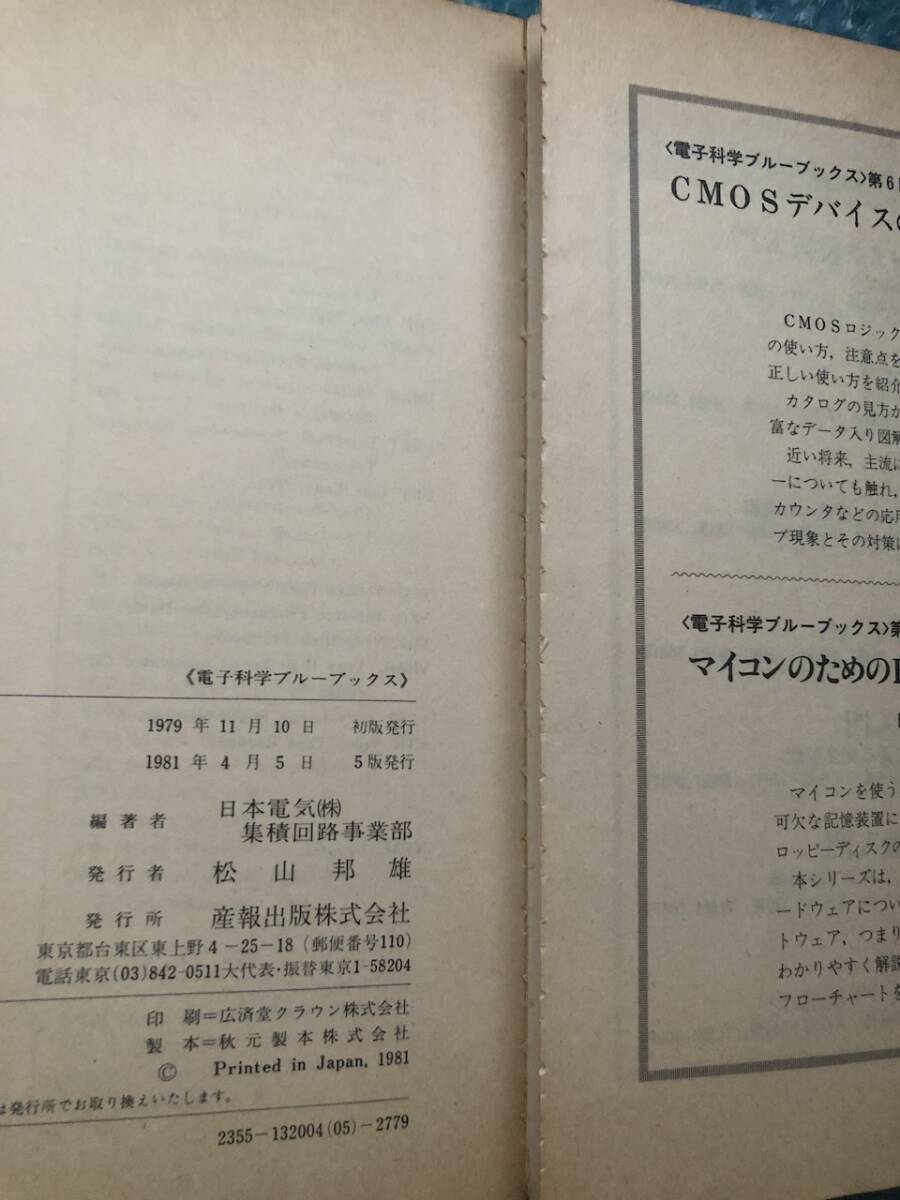 《電子科学ブルーブックス》
1979年11月10日 初版発行
1981年4月5日 5版発行
編著者 日本電気㈱
集積回路事業部
発行者 松山邦雄
発行所 産報出版株式会社
東京都台東区東上野4-25-18(郵便番号110)
電話東京(03)842-0511大代表・振替東京1-58204
印刷=広済堂クラウン株式会社
製本=秋元製本株式会社
© Printed in Japan, 1981
は発行所でお取り換えいたします。
2355-132004(05)-2779
〈電子科学ブルーブックス〉第6
CMOSデバイスの
CMOSロジック
の使い方，注意点を
正しい使い方を紹介
カタログの見方か
富なデータ入り図解
近い将来，主流に
ーについても触れ，
カウンタなどの応用
プ現象とその対策に
〈電子科学ブルーブックス〉第
マイコンのための
マイコンを使う
可欠な記憶装置に
ロッピーディスクの
本シリーズは，
ードウェアについ
トウェア，つまり
わかりやすく解説
フローチャートを